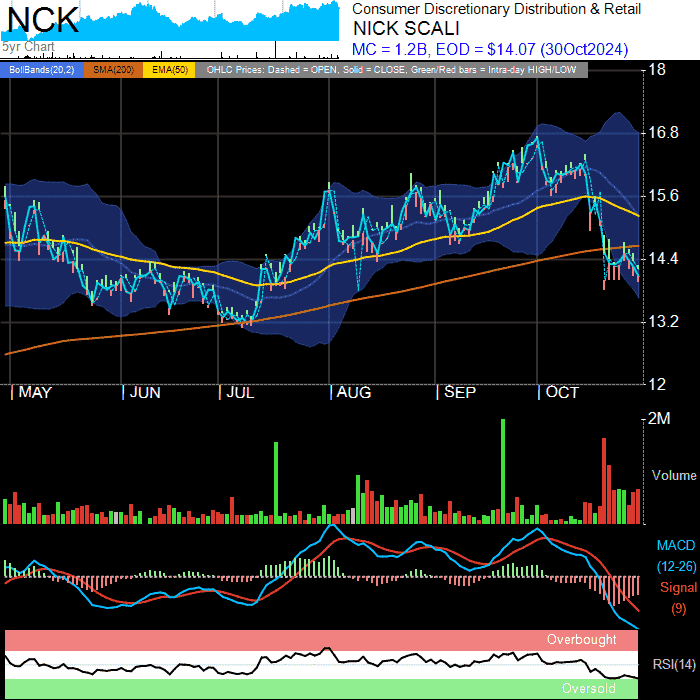 NCK
5yr Chart
Consumer Discretionary Distribution & Retail
NICK SCALI
MC = 1.2B, EOD = $14.07 (30Oct2024)
BollBands(20,2) SMA(200) EMA(50) OHLC Prices: Dashed = OPEN, Solid = CLOSE, Green/Red bars = Intra-day HIGH/LOW
18
16.8
15.6
14.4
13.2
12
MAY JUN JUL AUG SEP OCT
2M
Volume
MACD
(12-26)
Signal
(9)
Overbought
RSI(14)
Oversold